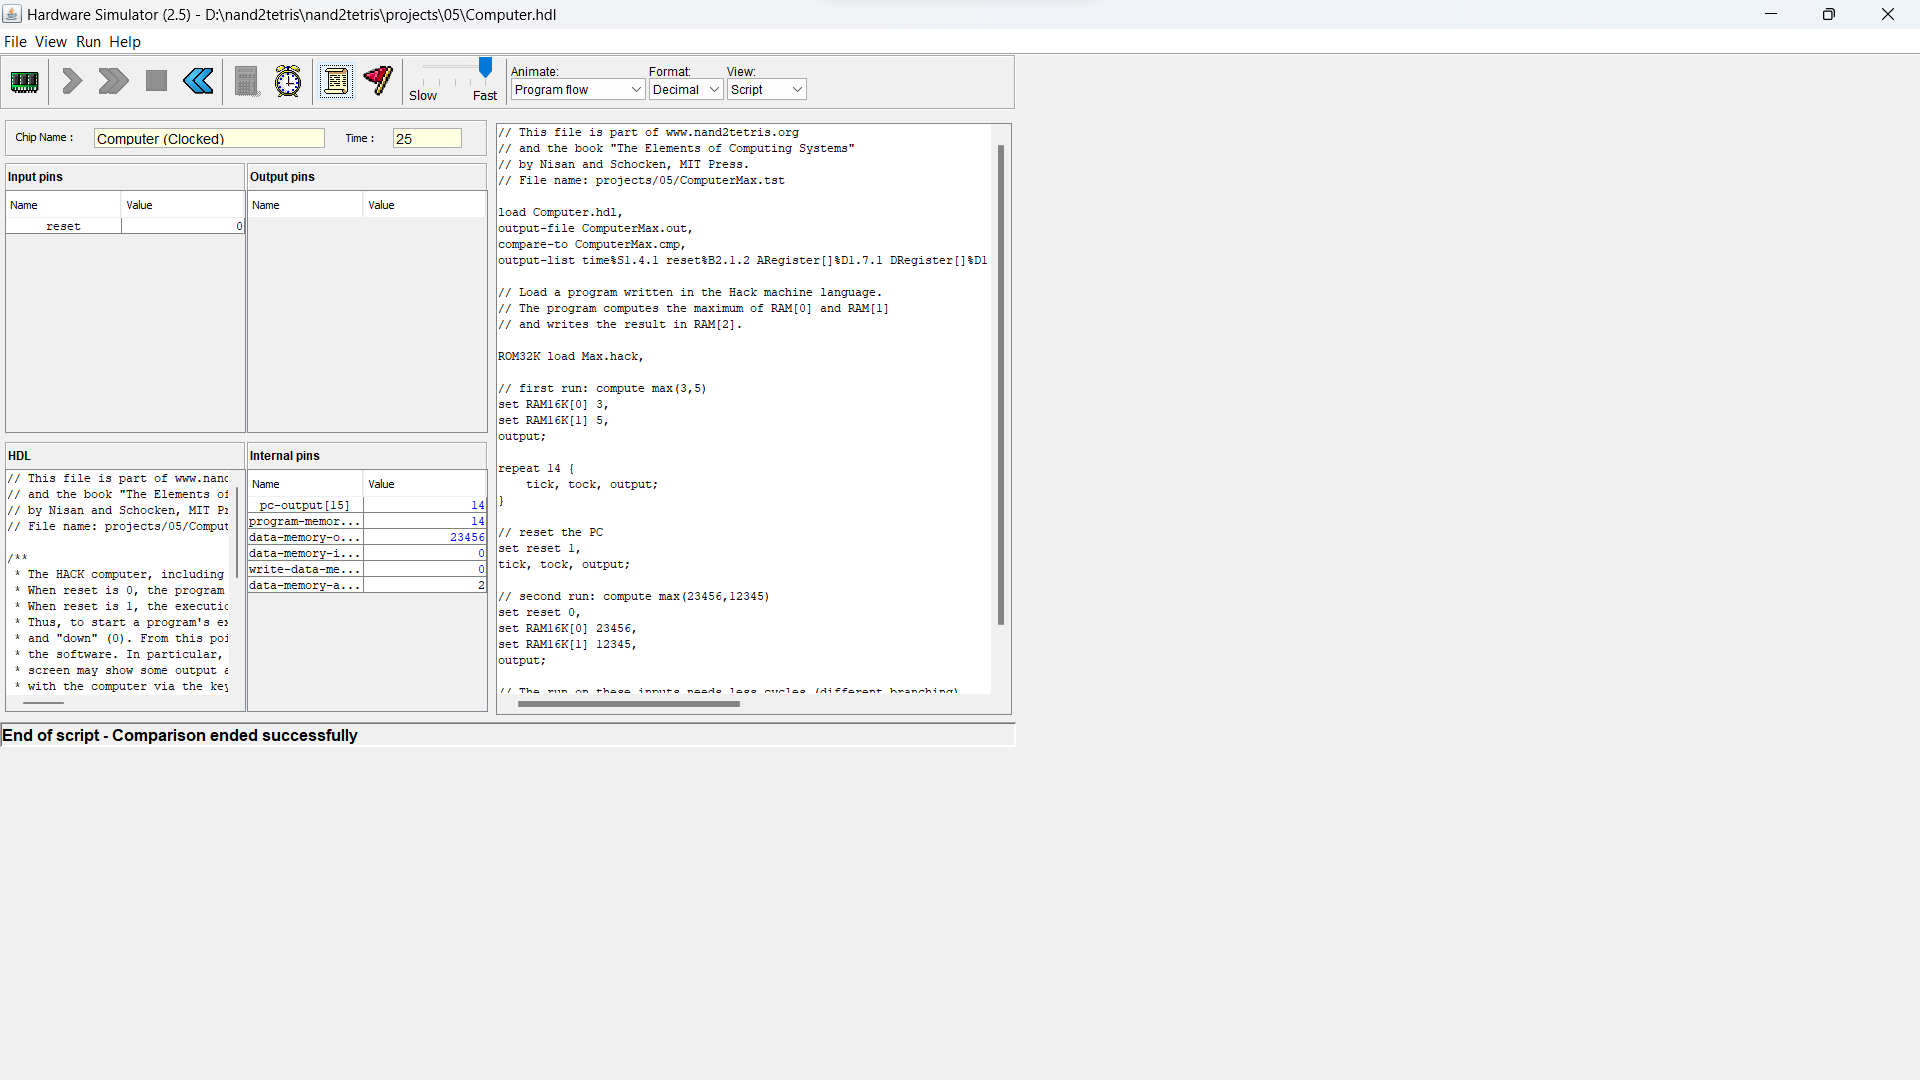 Hardware Simulator (2.5) - D:\nand2tetris\nand2tetris\projects\05\Computer.hdl
File View Run Help
Slow Fast
Animate: Format: View:
Program flow Decimal Script
Chip Name : Computer (Clocked) Time : 25
Input pins Output pins
Name Value Name Value
reset 0
HDL
// This file is part of www.nand
// and the book "The Elements of
// by Nisan and Schocken, MIT Pr
// File name: projects/05/Comput
/**
* The HACK computer, including
* When reset is 0, the program
* When reset is 1, the executio
* Thus, to start a program's ex
* and "down" (0). From this poi
* the software. In particular,
* screen may show some output a
* with the computer via the key
Internal pins
Name Value
pc-output[15] 14
program-memor... 14
data-memory-o... 23456
data-memory-i... 0
write-data-me... 0
data-memory-a... 2
// This file is part of www.nand2tetris.org
// and the book "The Elements of Computing Systems"
// by Nisan and Schocken, MIT Press.
// File name: projects/05/ComputerMax.tst
load Computer.hdl,
output-file ComputerMax.out,
compare-to ComputerMax.cmp,
output-list time%S1.4.1 reset%B2.1.2 ARegister[]%D1.7.1 DRegister[]%D1
// Load a program written in the Hack machine language.
// The program computes the maximum of RAM[0] and RAM[1]
// and writes the result in RAM[2].
ROM32K load Max.hack,
// first run: compute max(3,5)
set RAM16K[0] 3,
set RAM16K[1] 5,
output;
repeat 14 {
tick, tock, output;
}
// reset the PC
set reset 1,
tick, tock, output;
// second run: compute max(23456,12345)
set reset 0,
set RAM16K[0] 23456,
set RAM16K[1] 12345,
output;
// The run on these inputs needs less cycles (different branching)
End of script - Comparison ended successfully